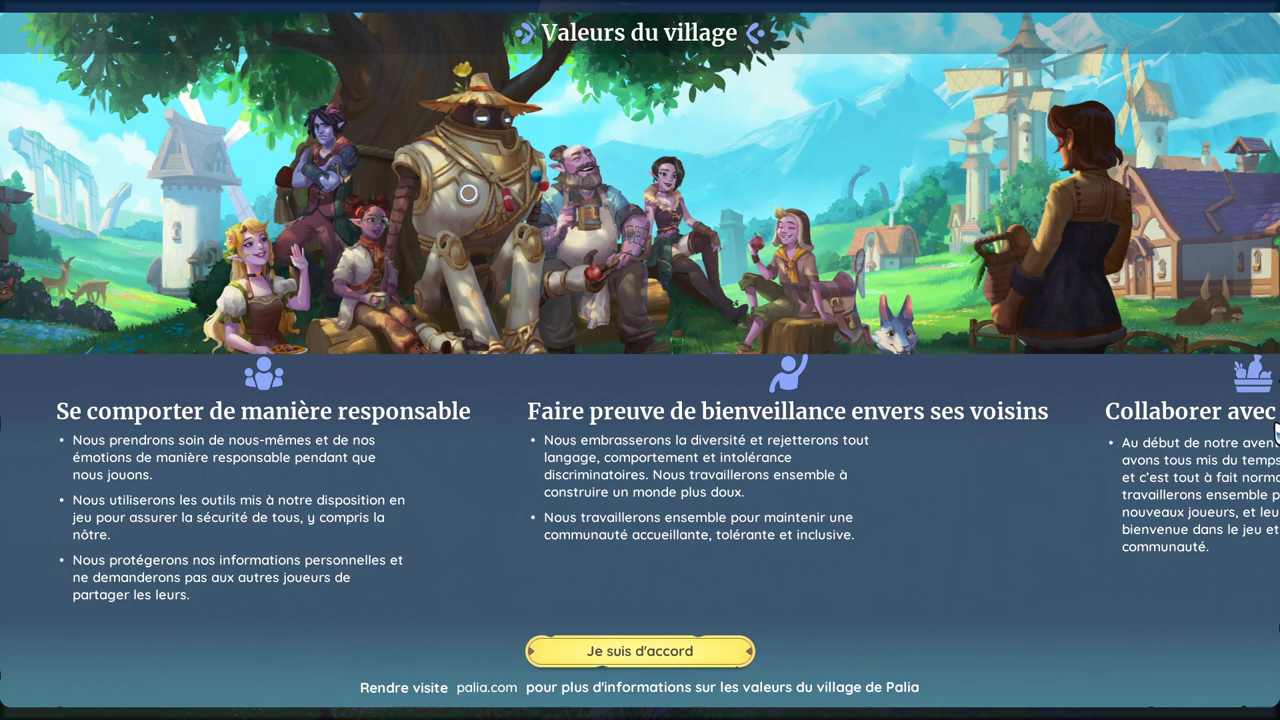 Valeurs du village
Se comporter de manière responsable
• Nous prendrons soin de nous-mêmes et de nos
émotions de manière responsable pendant que
nous jouons.
• Nous utiliserons les outils mis à notre disposition en
jeu pour assurer la sécurité de tous, y compris la
nôtre.
• Nous protégerons nos informations personnelles et
ne demanderons pas aux autres joueurs de
partager les leurs.
Faire preuve de bienveillance envers ses voisins
• Nous embrasserons la diversité et rejetterons tout
langage, comportement et intolérance
discriminatoires. Nous travaillerons ensemble à
construire un monde plus doux.
• Nous travaillerons ensemble pour maintenir une
communauté accueillante, tolérante et inclusive.
Collaborer avec
• Au début de notre aven
avons tous mis du temps
et c'est tout à fait norma
travaillerons ensemble p
nouveaux joueurs, et leu
bienvenue dans le jeu et
communauté.
Je suis d'accord
Rendre visite palia.com pour plus d'informations sur les valeurs du village de Palia